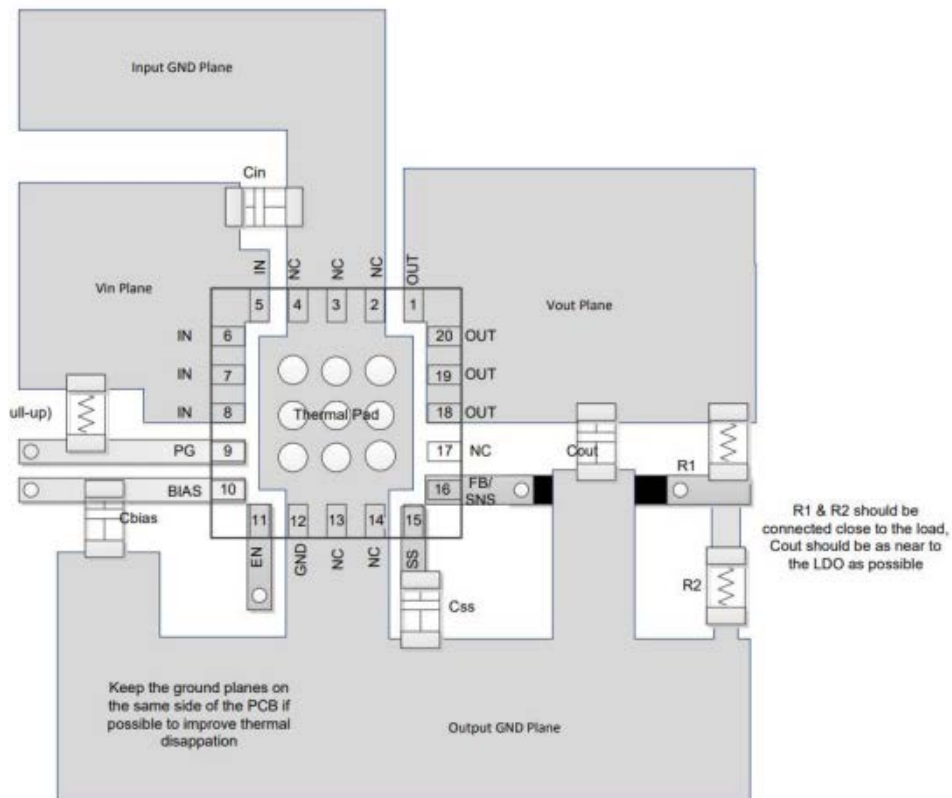 Input GND Plane
Cin
IN
NC
NC
NC
OUT
Vin Plane
Vout Plane
5
4
3
2
1
IN
6
20
OUT
IN
7
19
OUT
IN
8
Thermal Pad
18
OUT
ull-up)
PG
9
17
NC
Cout
R1
BIAS
10
16
FB/
SNS
Cbias
11
12
13
14
15
EN
GND
NC
NC
SS
R1 & R2 should be
connected close to the load,
Cout should be as near to
the LDO as possible
R2
Css
Keep the ground planes on
the same side of the PCB if
possible to improve thermal
disappation
Output GND Plane